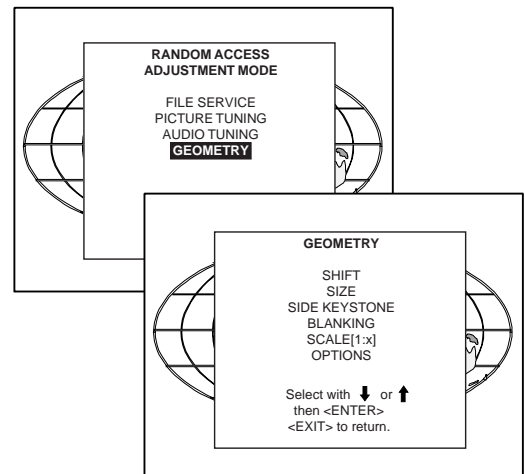 RANDOM ACCESS
ADJUSTMENT MODE
FILE SERVICE
PICTURE TUNING
AUDIO TUNING
GEOMETRY
GEOMETRY
SHIFT
SIZE
SIDE KEYSTONE
BLANKING
SCALE[1:x]
OPTIONS
Select with ⬇ or ⬆
then <ENTER>
<EXIT> to return.